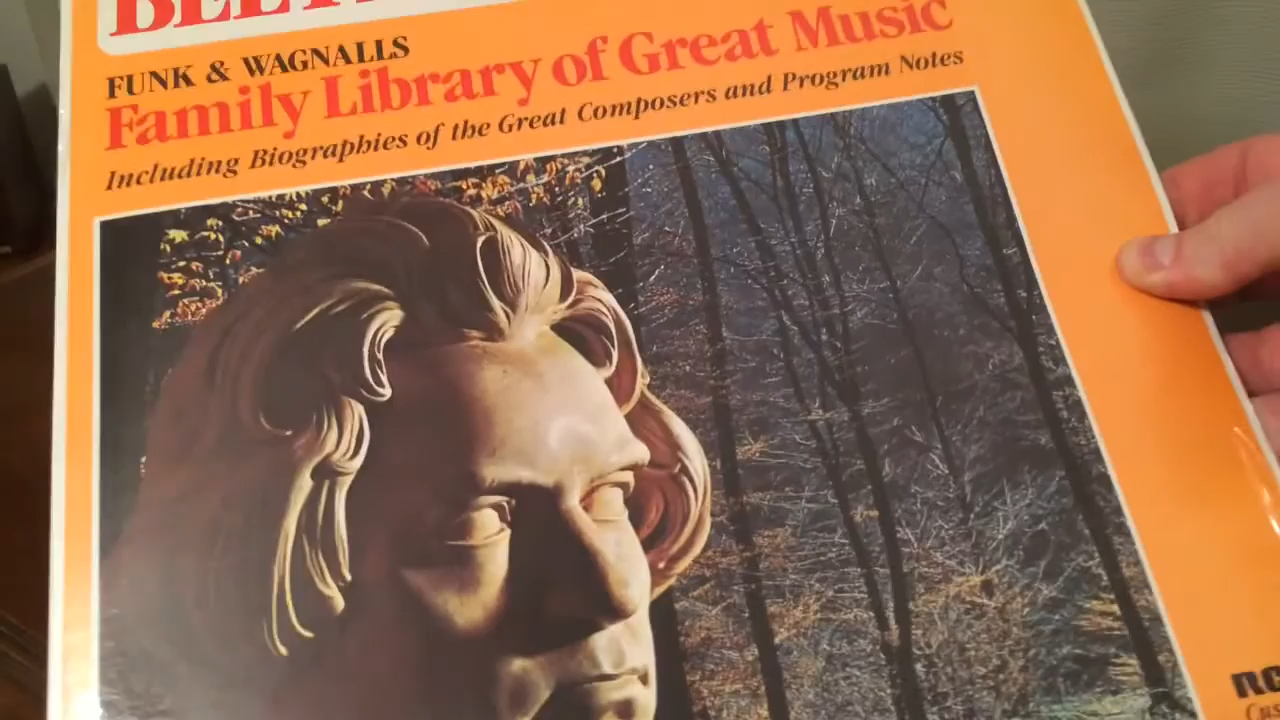 FUNK & WAGNALLS
Family Library of Great Music
Including Biographies of the Great Composers and Program Notes